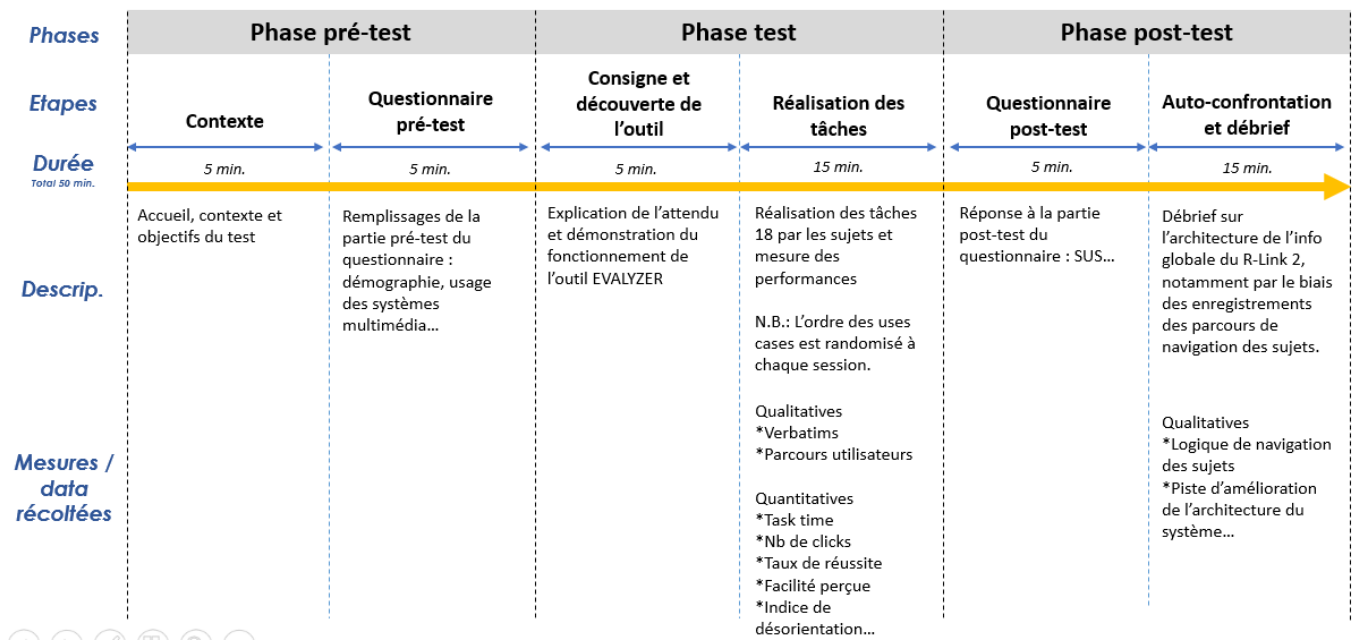 Phases
Phase pré-test
Phase test
Phase post-test
Etapes
Contexte
Questionnaire
pré-test
Consigne et
découverte de
l'outil
Réalisation des
tâches
Questionnaire
post-test
Auto-confrontation
et débrief
Durée
Total 50 min.
5 min.
5 min.
5 min.
15 min.
5 min.
15 min.
Descrip.
Accueil, contexte et
objectifs du test
Remplissages de la
partie pré-test du
questionnaire :
démographie, usage
des systèmes
multimédia…
Explication de l'attendu
et démonstration du
fonctionnement de
l'outil EVALYZER
Réalisation des tâches
18 par les sujets et
mesure des
performances
N.B.: L'ordre des uses
cases est randomisé à
chaque session.
Réponse à la partie
post-test du
questionnaire : SUS…
Débrief sur
l'architecture de l'info
globale du R-Link 2,
notamment par le biais
des enregistrements
des parcours de
navigation des sujets.
Mesures /
data
récoltées
Qualitatives
*Verbatims
*Parcours utilisateurs
Quantitatives
*Task time
*Nb de clicks
*Taux de réussite
*Facilité perçue
*Indice de
désorientation…
Qualitatives
*Logique de navigation
des sujets
*Piste d'amélioration
de l'architecture du
système…